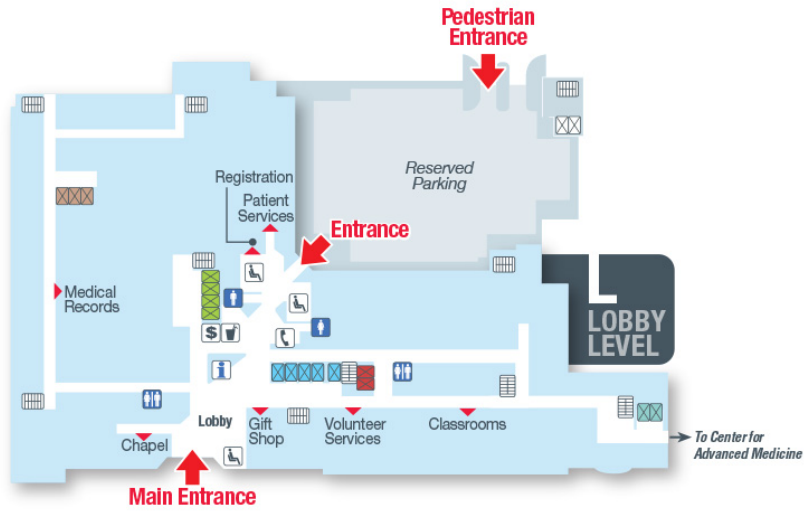 Pedestrian
Entrance
Reserved
Parking
Registration
Patient
Services
Entrance
Medical
Records
$
i
L
LOBBY
LEVEL
Lobby
Gift
Shop
Volunteer
Services
Classrooms
Chapel
To Center for
Advanced Medicine
Main Entrance